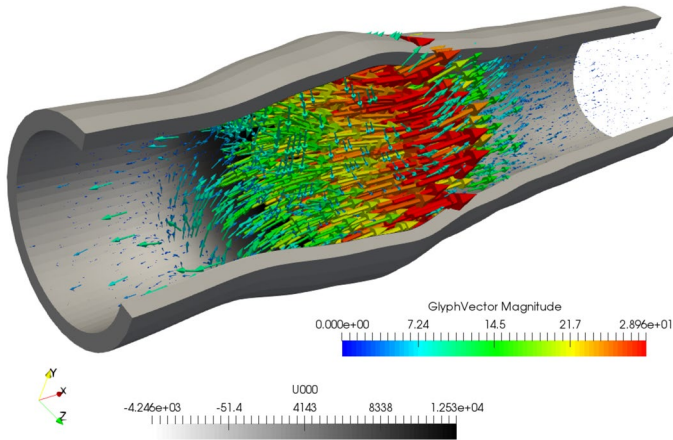 GlyphVector Magnitude
0.000e+00 7.24 14.5 21.7 2.896e+01
Y
X
Z
U000
-4.246e+03 -51.4 4143 8338 1.253e+04